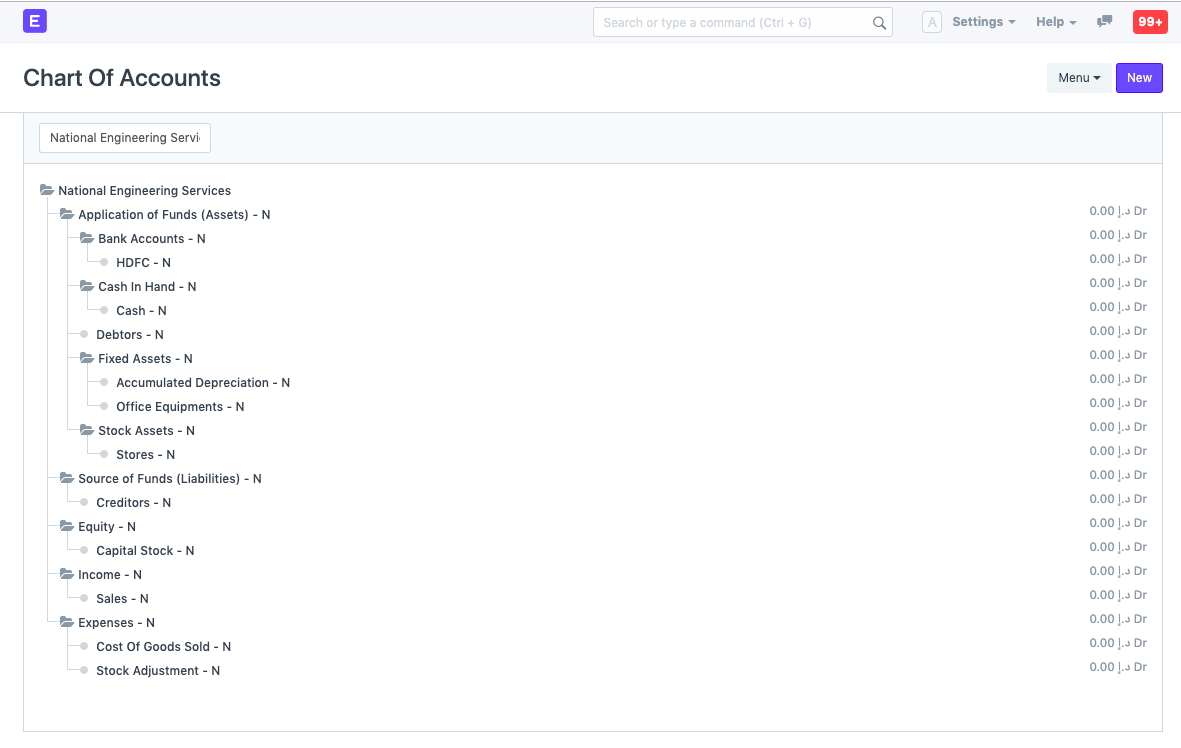 E
Search or type a command (Ctrl + G)
A
Settings
Help
99+
Chart Of Accounts
Menu
New
National Engineering Servi
National Engineering Services
Application of Funds (Assets) - N 0.00 د.إ Dr
Bank Accounts - N 0.00 د.إ Dr
HDFC - N 0.00 د.إ Dr
Cash In Hand - N 0.00 د.إ Dr
Cash - N 0.00 د.إ Dr
Debtors - N 0.00 د.إ Dr
Fixed Assets - N 0.00 د.إ Dr
Accumulated Depreciation - N 0.00 د.إ Dr
Office Equipments - N 0.00 د.إ Dr
Stock Assets - N 0.00 د.إ Dr
Stores - N 0.00 د.إ Dr
Source of Funds (Liabilities) - N 0.00 د.إ Dr
Creditors - N 0.00 د.إ Dr
Equity - N 0.00 د.إ Dr
Capital Stock - N 0.00 د.إ Dr
Income - N 0.00 د.إ Dr
Sales - N 0.00 د.إ Dr
Expenses - N 0.00 د.إ Dr
Cost Of Goods Sold - N 0.00 د.إ Dr
Stock Adjustment - N 0.00 د.إ Dr